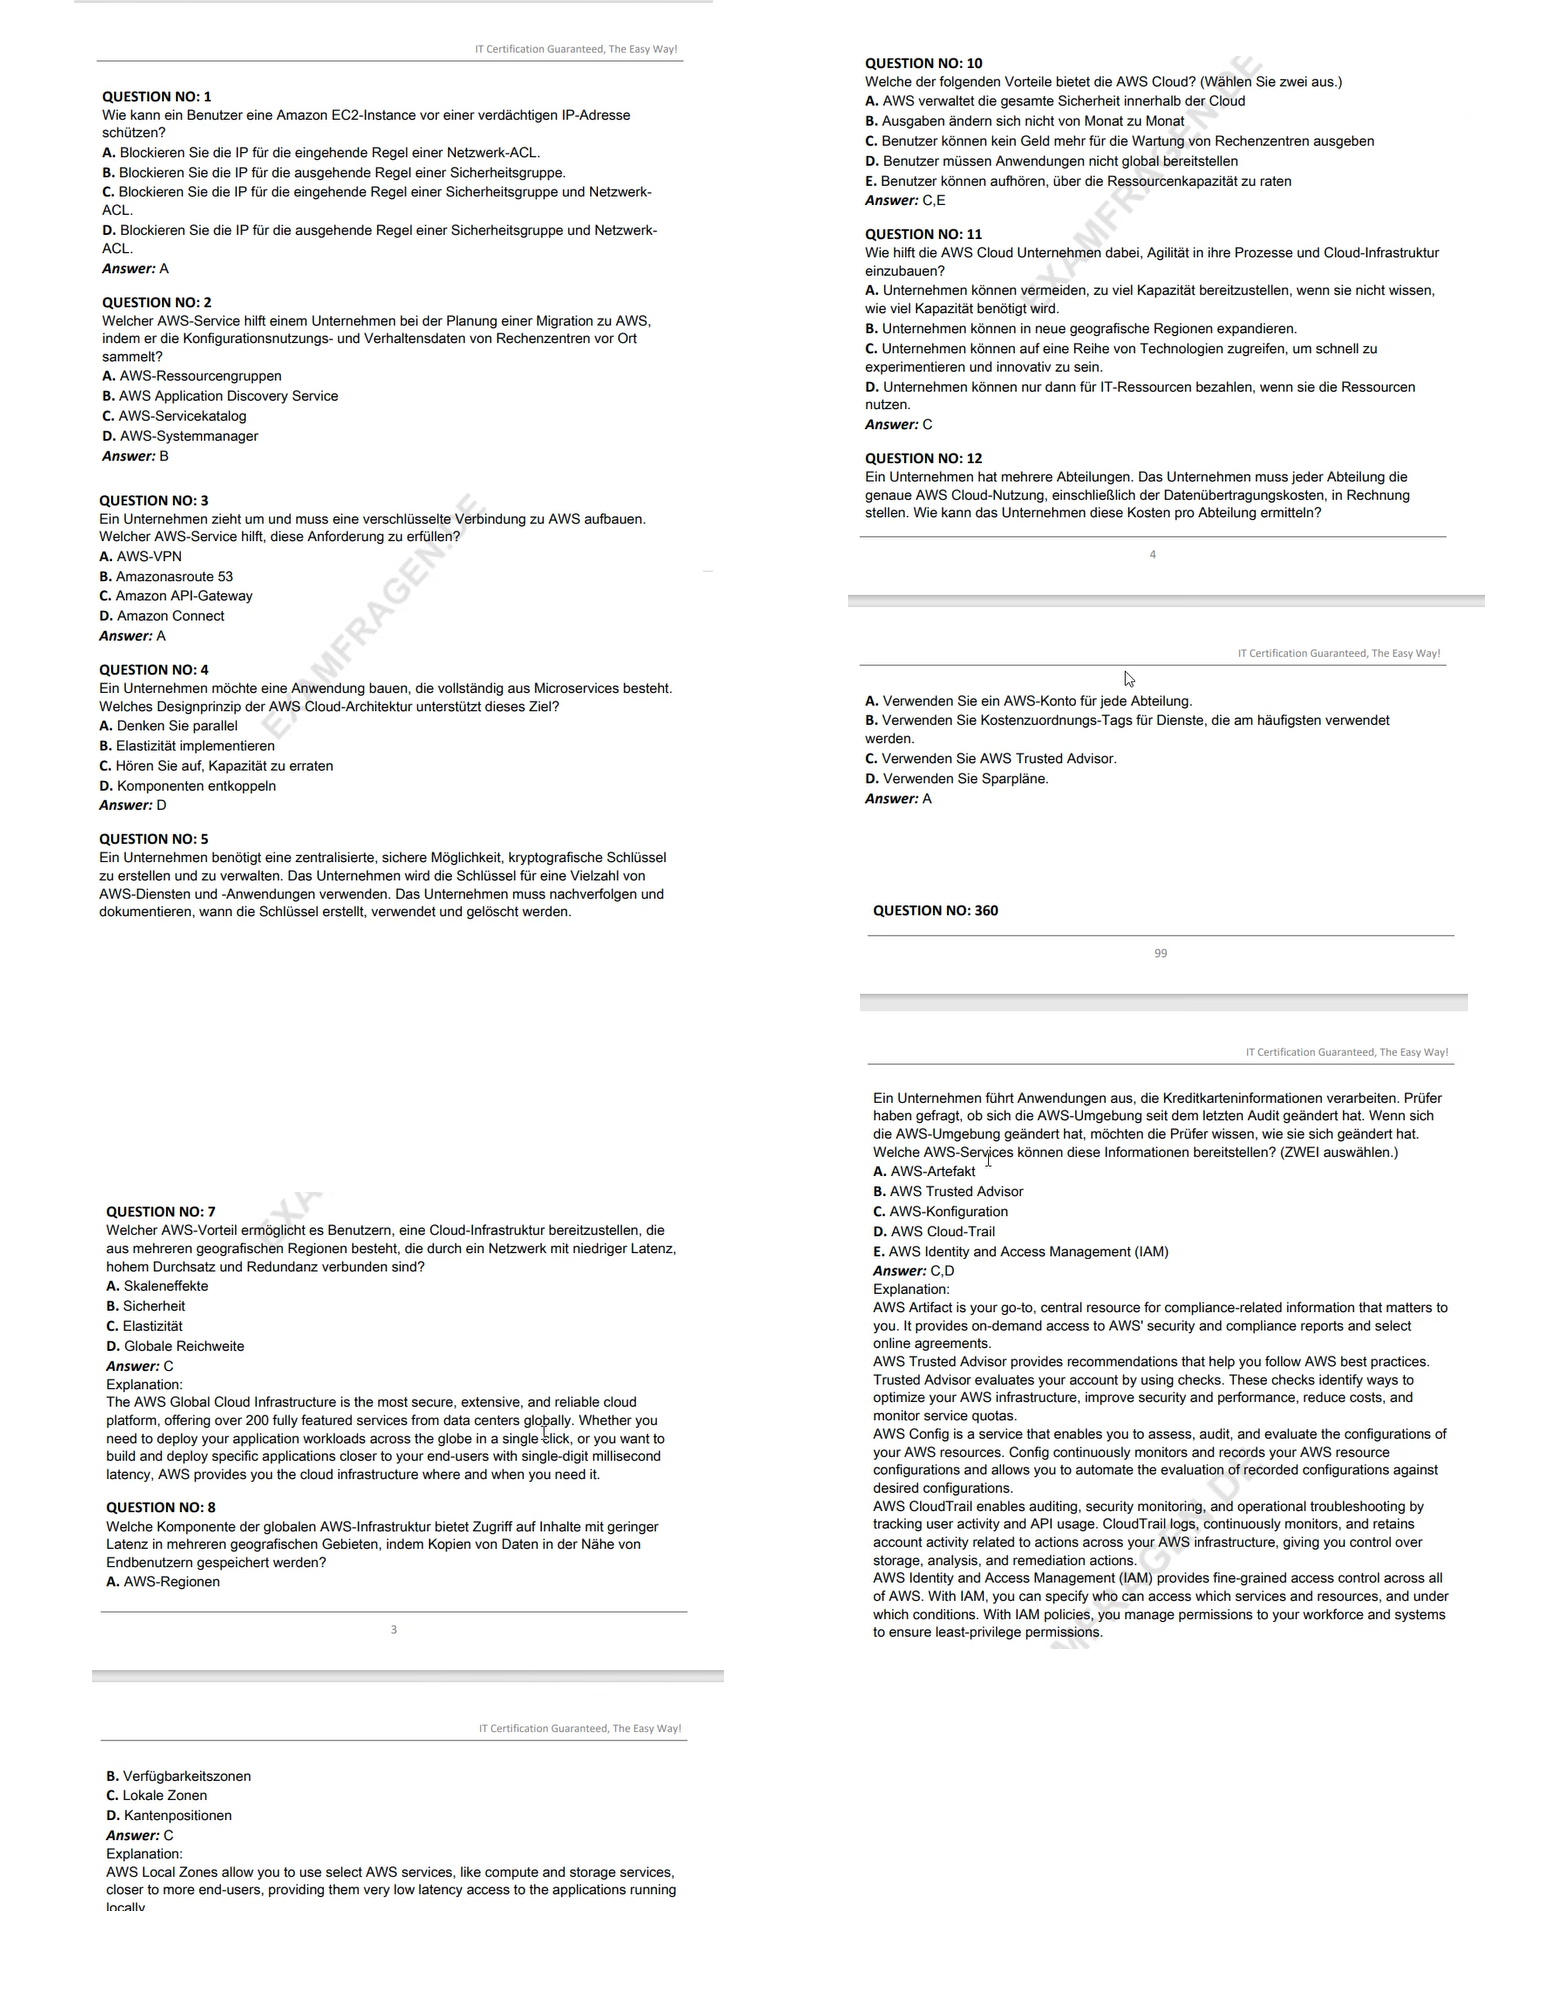 IT Certification Guaranteed, The Easy Way!
QUESTION NO: 1
Wie kann ein Benutzer eine Amazon EC2-Instance vor einer verdächtigen IP-Adresse
schützen?
A. Blockieren Sie die IP für die eingehende Regel einer Netzwerk-ACL.
B. Blockieren Sie die IP für die ausgehende Regel einer Sicherheitsgruppe.
C. Blockieren Sie die IP für die eingehende Regel einer Sicherheitsgruppe und Netzwerk-
ACL.
D. Blockieren Sie die IP für die ausgehende Regel einer Sicherheitsgruppe und Netzwerk-
ACL.
Answer: A
QUESTION NO: 2
Welcher AWS-Service hilft einem Unternehmen bei der Planung einer Migration zu AWS,
indem er die Konfigurationsnutzungs- und Verhaltensdaten von Rechenzentren vor Ort
sammelt?
A. AWS-Ressourcengruppen
B. AWS Application Discovery Service
C. AWS-Servicekatalog
D. AWS-Systemmanager
Answer: B
QUESTION NO: 3
Ein Unternehmen zieht um und muss eine verschlüsselte Verbindung zu AWS aufbauen.
Welcher AWS-Service hilft, diese Anforderung zu erfüllen?
A. AWS-VPN
B. Amazonasroute 53
C. Amazon API-Gateway
D. Amazon Connect
Answer: A
EXAMFRAGEN.DE
QUESTION NO: 4
Ein Unternehmen möchte eine Anwendung bauen, die vollständig aus Microservices besteht.
Welches Designprinzip der AWS Cloud-Architektur unterstützt dieses Ziel?
A. Denken Sie parallel
B. Elastizität implementieren
C. Hören Sie auf, Kapazität zu erraten
D. Komponenten entkoppeln
Answer: D
QUESTION NO: 5
Ein Unternehmen benötigt eine zentralisierte, sichere Möglichkeit, kryptografische Schlüssel
zu erstellen und zu verwalten. Das Unternehmen wird die Schlüssel für eine Vielzahl von
AWS-Diensten und -Anwendungen verwenden. Das Unternehmen muss nachverfolgen und
dokumentieren, wann die Schlüssel erstellt, verwendet und gelöscht werden.
EXA
QUESTION NO: 7
Welcher AWS-Vorteil ermöglicht es Benutzern, eine Cloud-Infrastruktur bereitzustellen, die
aus mehreren geografischen Regionen besteht, die durch ein Netzwerk mit niedriger Latenz,
hohem Durchsatz und Redundanz verbunden sind?
A. Skaleneffekte
B. Sicherheit
C. Elastizität
D. Globale Reichweite
Answer: C
Explanation:
The AWS Global Cloud Infrastructure is the most secure, extensive, and reliable cloud
platform, offering over 200 fully featured services from data centers globally. Whether you
need to deploy your application workloads across the globe in a single click, or you want to
build and deploy specific applications closer to your end-users with single-digit millisecond
latency, AWS provides you the cloud infrastructure where and when you need it.
QUESTION NO: 8
Welche Komponente der globalen AWS-Infrastruktur bietet Zugriff auf Inhalte mit geringer
Latenz in mehreren geografischen Gebieten, indem Kopien von Daten in der Nähe von
Endbenutzern gespeichert werden?
A. AWS-Regionen
3
IT Certification Guaranteed, The Easy Way!
B. Verfügbarkeitszonen
C. Lokale Zonen
D. Kantenpositionen
Answer: C
Explanation:
AWS Local Zones allow you to use select AWS services, like compute and storage services,
closer to more end-users, providing them very low latency access to the applications running
locally.
QUESTION NO: 10
Welche der folgenden Vorteile bietet die AWS Cloud? (Wählen Sie zwei aus.)
A. AWS verwaltet die gesamte Sicherheit innerhalb der Cloud
B. Ausgaben ändern sich nicht von Monat zu Monat
C. Benutzer können kein Geld mehr für die Wartung von Rechenzentren ausgeben
D. Benutzer müssen Anwendungen nicht global bereitstellen
E. Benutzer können aufhören, über die Ressourcenkapazität zu raten
Answer: C,E
EXAMFRAGEN.DE
QUESTION NO: 11
Wie hilft die AWS Cloud Unternehmen dabei, Agilität in ihre Prozesse und Cloud-Infrastruktur
einzubauen?
A. Unternehmen können vermeiden, zu viel Kapazität bereitzustellen, wenn sie nicht wissen,
wie viel Kapazität benötigt wird.
B. Unternehmen können in neue geografische Regionen expandieren.
C. Unternehmen können auf eine Reihe von Technologien zugreifen, um schnell zu
experimentieren und innovativ zu sein.
D. Unternehmen können nur dann für IT-Ressourcen bezahlen, wenn sie die Ressourcen
nutzen.
Answer: C
QUESTION NO: 12
Ein Unternehmen hat mehrere Abteilungen. Das Unternehmen muss jeder Abteilung die
genaue AWS Cloud-Nutzung, einschließlich der Datenübertragungskosten, in Rechnung
stellen. Wie kann das Unternehmen diese Kosten pro Abteilung ermitteln?
4
IT Certification Guaranteed, The Easy Way!
A. Verwenden Sie ein AWS-Konto für jede Abteilung.
B. Verwenden Sie Kostenzuordnungs-Tags für Dienste, die am häufigsten verwendet
werden.
C. Verwenden Sie AWS Trusted Advisor.
D. Verwenden Sie Sparpläne.
Answer: A
QUESTION NO: 360
99
IT Certification Guaranteed, The Easy Way!
Ein Unternehmen führt Anwendungen aus, die Kreditkarteninformationen verarbeiten. Prüfer
haben gefragt, ob sich die AWS-Umgebung seit dem letzten Audit geändert hat. Wenn sich
die AWS-Umgebung geändert hat, möchten die Prüfer wissen, wie sie sich geändert hat.
Welche AWS-Services können diese Informationen bereitstellen? (ZWEI auswählen.)
A. AWS-Artefakt
B. AWS Trusted Advisor
C. AWS-Konfiguration
D. AWS Cloud-Trail
E. AWS Identity and Access Management (IAM)
Answer: C,D
Explanation:
AWS Artifact is your go-to, central resource for compliance-related information that matters to
you. It provides on-demand access to AWS' security and compliance reports and select
online agreements.
AWS Trusted Advisor provides recommendations that help you follow AWS best practices.
Trusted Advisor evaluates your account by using checks. These checks identify ways to
optimize your AWS infrastructure, improve security and performance, reduce costs, and
monitor service quotas.
AWS Config is a service that enables you to assess, audit, and evaluate the configurations of
your AWS resources. Config continuously monitors and records your AWS resource
configurations and allows you to automate the evaluation of recorded configurations against
desired configurations.
AWS CloudTrail enables auditing, security monitoring, and operational troubleshooting by
tracking user activity and API usage. CloudTrail logs, continuously monitors, and retains
account activity related to actions across your AWS infrastructure, giving you control over
storage, analysis, and remediation actions.
AWS Identity and Access Management (IAM) provides fine-grained access control across all
of AWS. With IAM, you can specify who can access which services and resources, and under
which conditions. With IAM policies, you manage permissions to your workforce and systems
to ensure least-privilege permissions.
MFRAGEN.DE